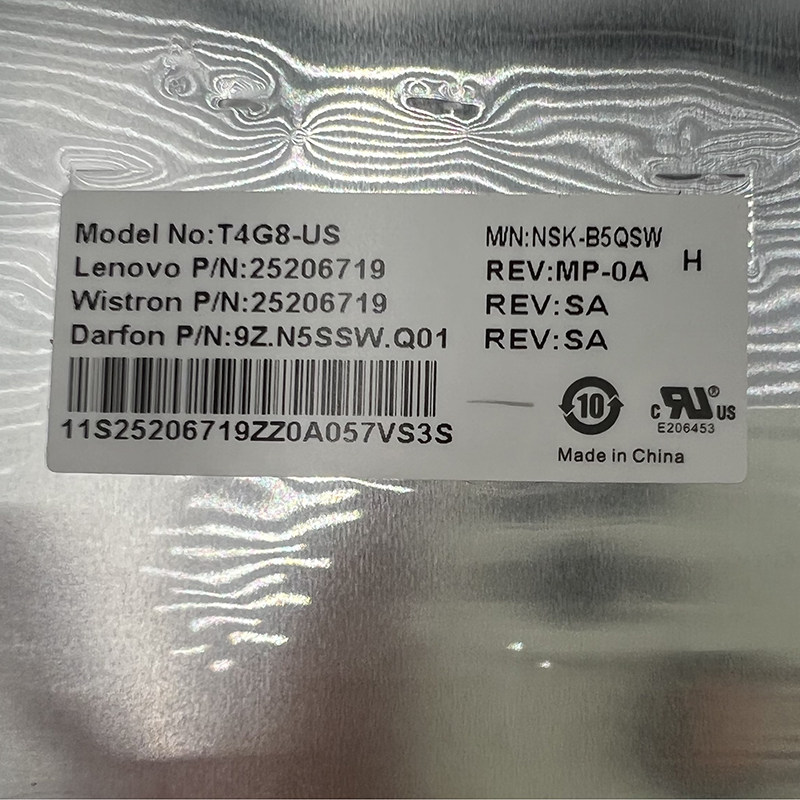 Model No:T4G8-US M/N:NSK-B5QSW
Lenovo P/N:25206719 REV:MP-0A H
Wistron P/N:25206719 REV:SA
Darfon P/N:9Z.N5SSW.Q01 REV:SA
11S25206719ZZ0A057VS3S
10
c RU® US
E206453
Made in China